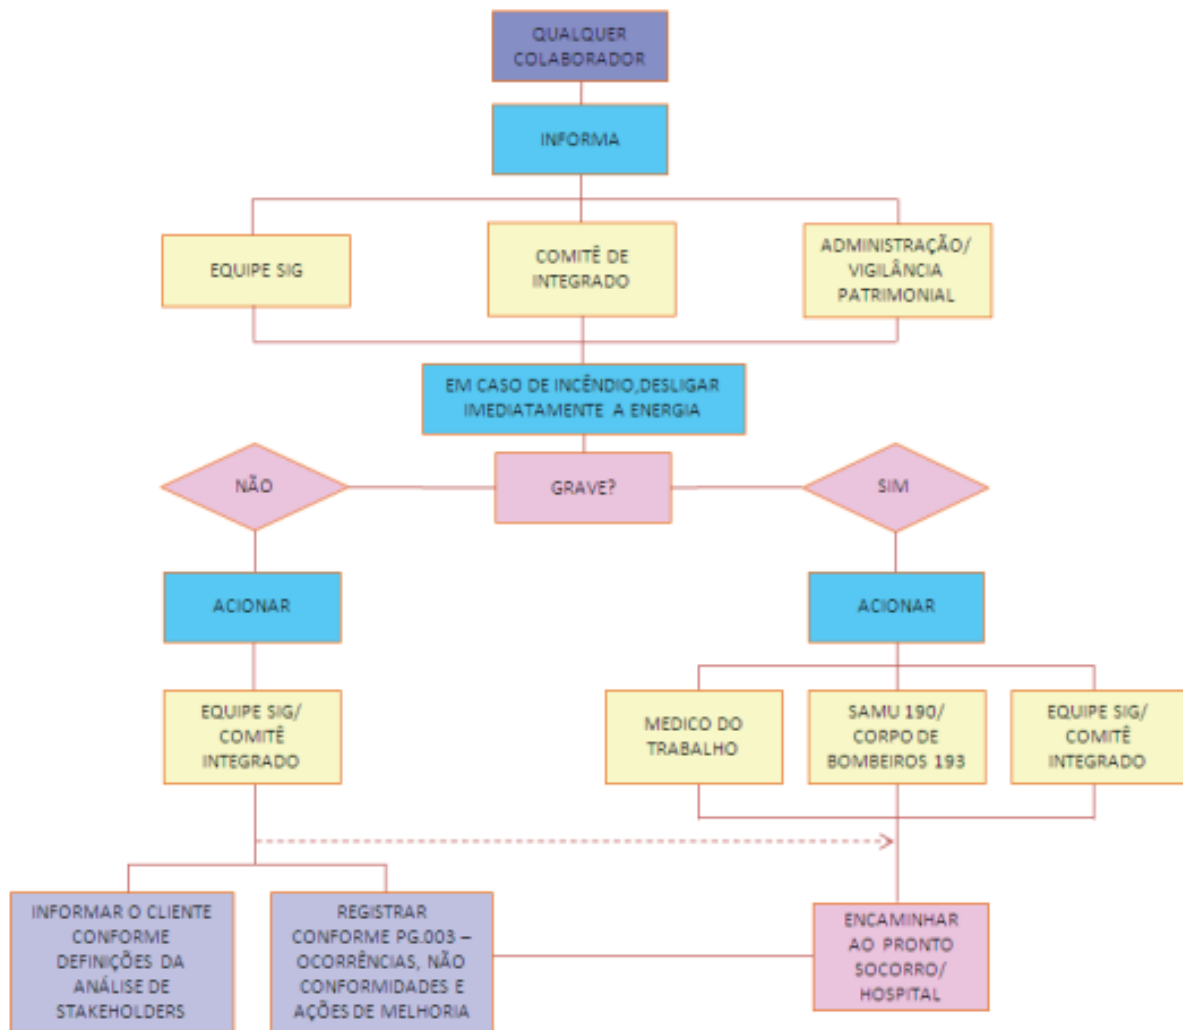 QUALQUER
COLABORADOR
INFORMA
EQUIPE SIG
COMITÊ DE
INTEGRADO
ADMINISTRAÇÃO/
VIGILÂNCIA
PATRIMONIAL
EM CASO DE INCÊNDIO,DESLIGAR
IMEDIATAMENTE A ENERGIA
NÃO
GRAVE?
SIM
ACIONAR
ACIONAR
EQUIPE SIG/
COMITÊ
INTEGRADO
MEDICO DO
TRABALHO
SAMU 190/
CORPO DE
BOMBEIROS 193
EQUIPE SIG/
COMITÊ
INTEGRADO
INFORMAR O CLIENTE
CONFORME
DEFINIÇÕES DA
ANÁLISE DE
STAKEHOLDERS
REGISTRAR
CONFORME PG.003 –
OCORRÊNCIAS, NÃO
CONFORMIDADES E
AÇÕES DE MELHORIA
ENCAMINHAR
AO PRONTO
SOCORRO/
HOSPITAL